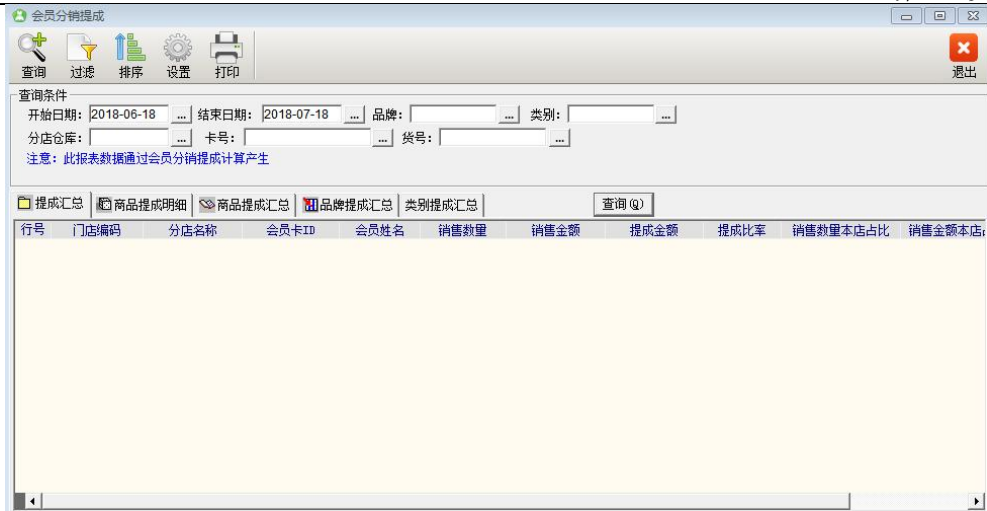 会员分销提成
查询 过滤 排序 设置 打印 退出
查询条件
开始日期： 2018-06-18 ... 结束日期： 2018-07-18 ... 品牌： ... 类别： ...
分店仓库： ... 卡号： ... 货号： ...
注意：此报表数据通过会员分销提成计算产生
提成汇总 商品提成明细 商品提成汇总 品牌提成汇总 类别提成汇总 查询(Q)
行号 门店编码 分店名称 会员卡ID 会员姓名 销售数量 销售金额 提成金额 提成比率 销售数量本店占比 销售金额本店